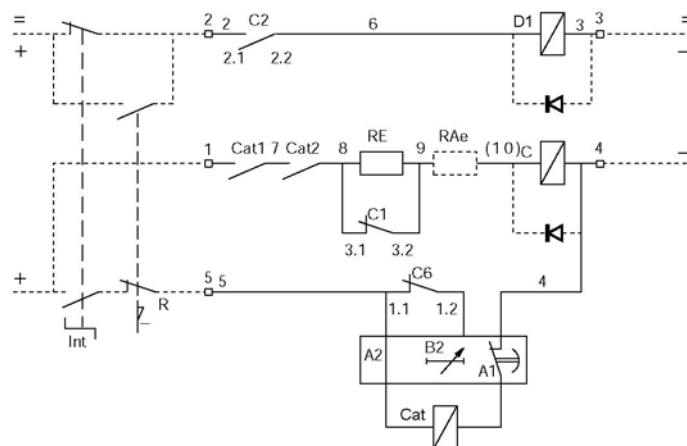 = 2 2 C2 6 D1 3 3 =
+ 2.1 2.2 –
1 Cat1 7 Cat2 8 RE 9 RAe (10) C 4 –
C1
3.1 3.2
+ 5 5 C6 4
R 1.1 1.2
Int
A2 B2 A1
Cat